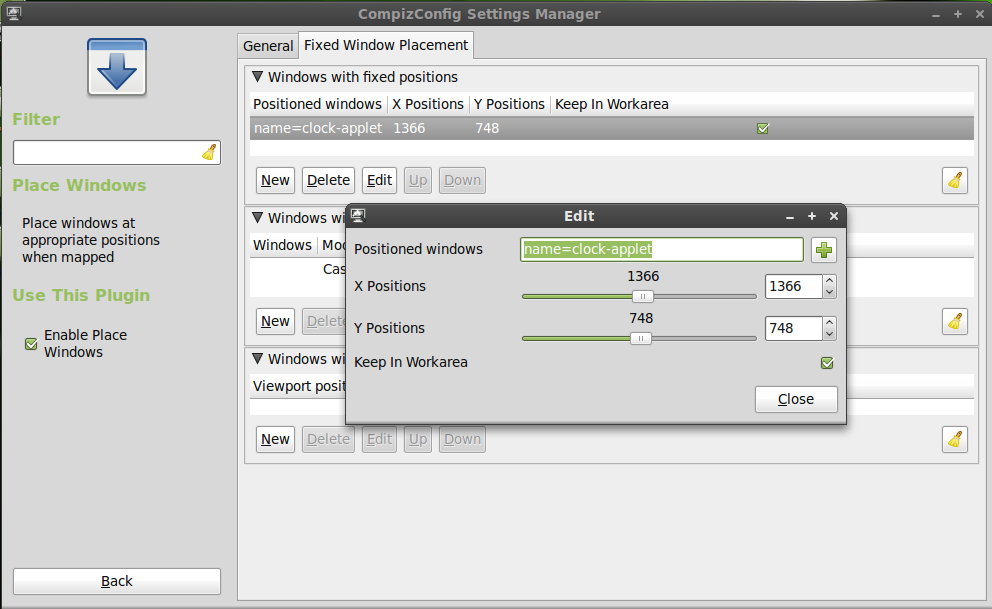 CompizConfig Settings Manager
Filter
Place Windows
Place windows at
appropriate positions
when mapped
Use This Plugin
Enable Place
Windows
Back
General
Fixed Window Placement
Windows with fixed positions
Positioned windows
X Positions
Y Positions
Keep In Workarea
name=clock-applet
1366
748
New
Delete
Edit
Up
Down
Windows wi
Windows
Mod
Cas
New
Delete
Windows wi
Viewport posit
New
Delete
Edit
Up
Down
Edit
Positioned windows
name=clock-applet
X Positions
1366
1366
Y Positions
748
748
Keep In Workarea
Close